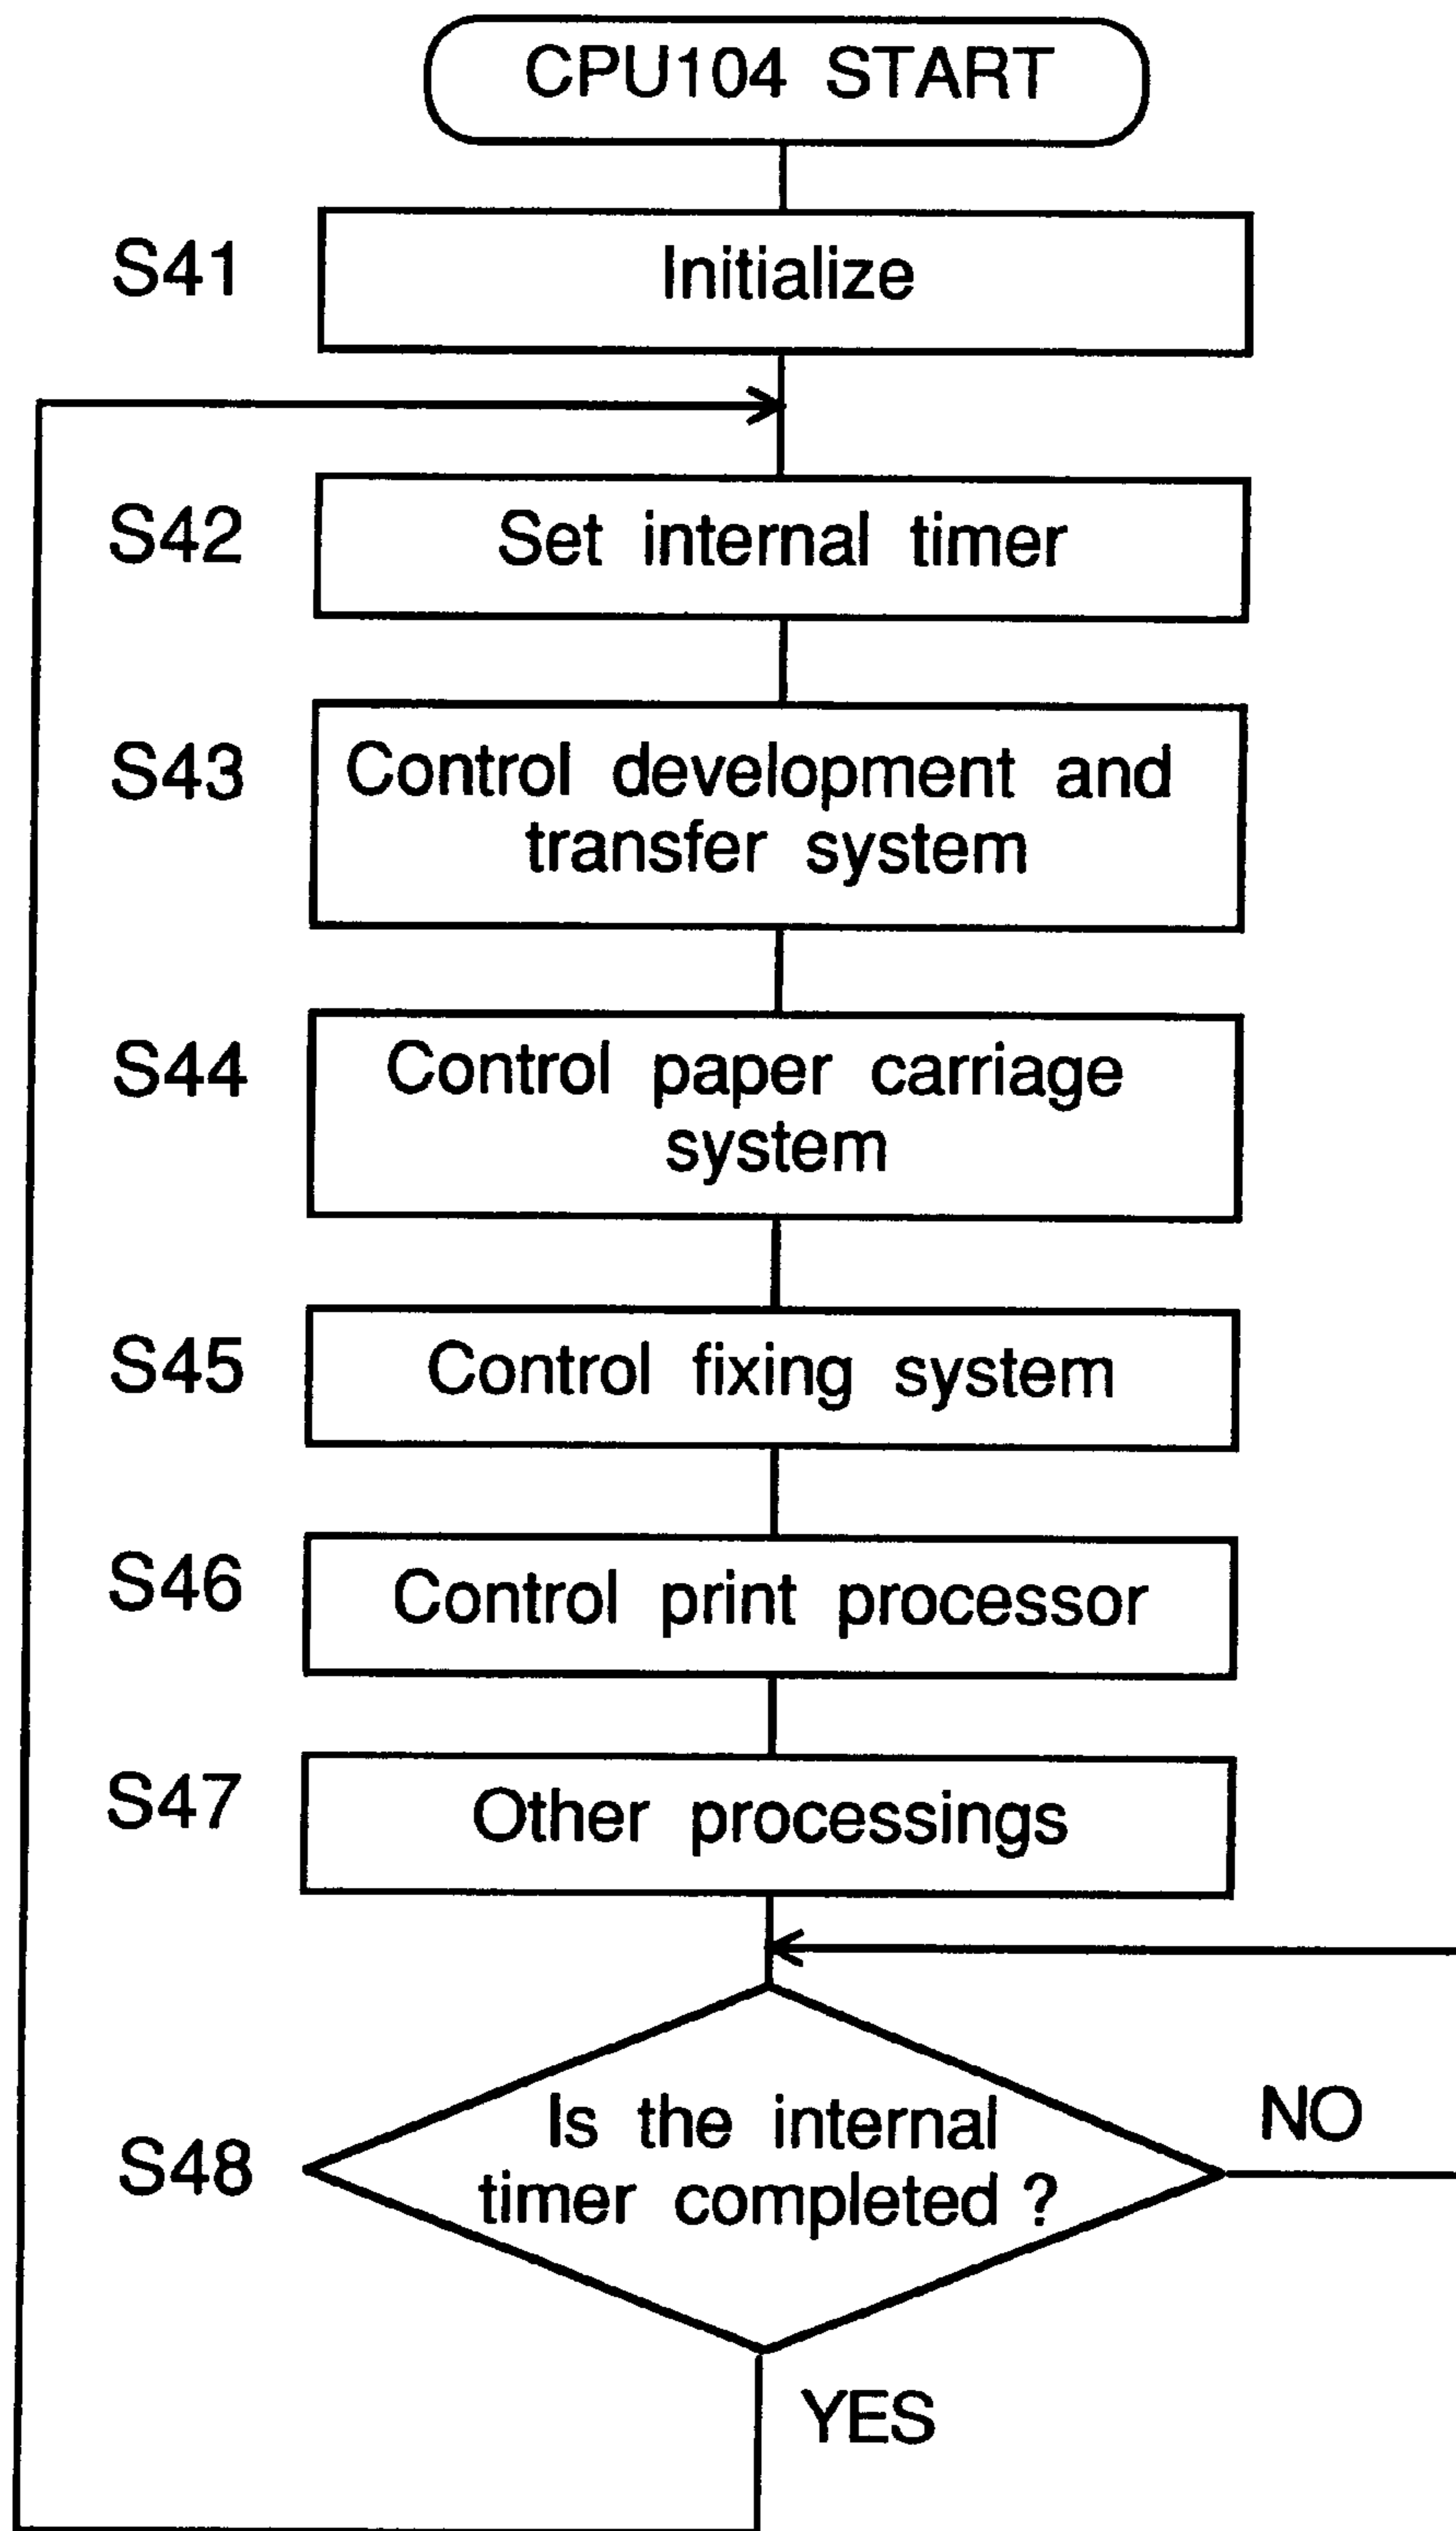 CPU104 START
S41
Initialize
S42
Set internal timer
S43
Control development and
transfer system
S44
Control paper carriage
system
S45
Control fixing system
S46
Control print processor
S47
Other processings
S48
Is the internal
timer completed ?
NO
YES